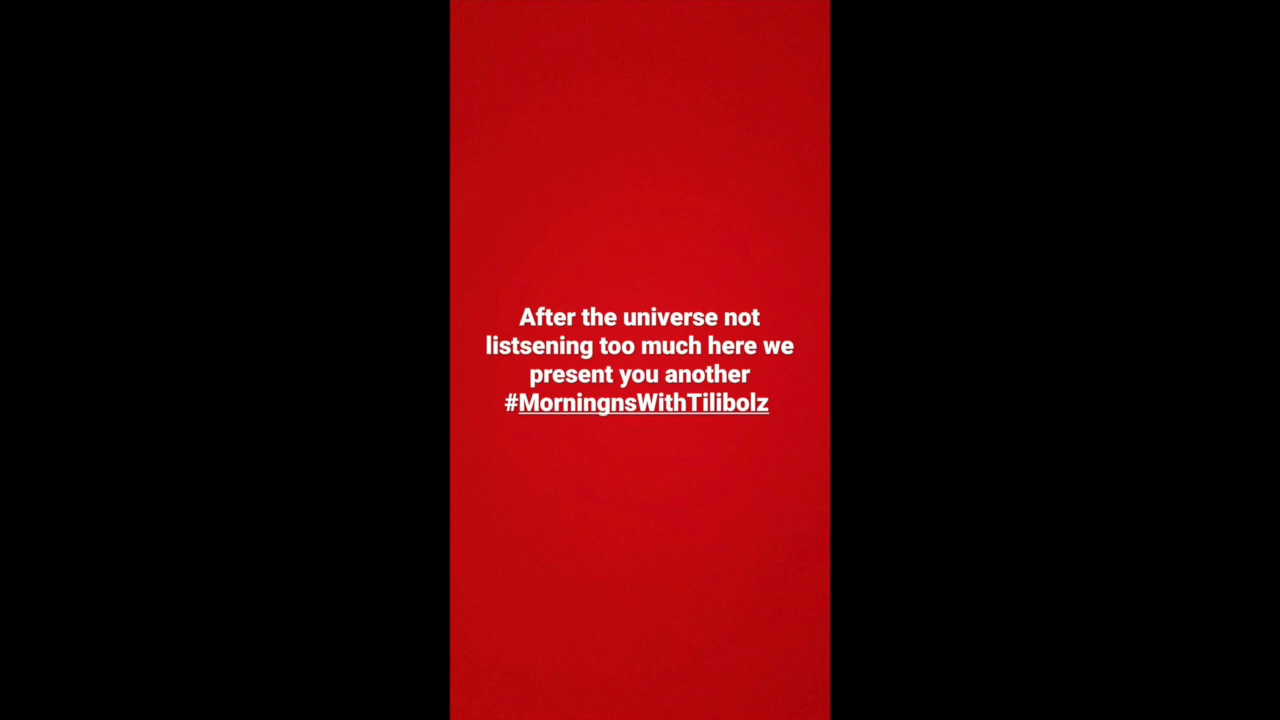 After the universe not
listsening too much here we
present you another
#MorningnsWithTilibolz